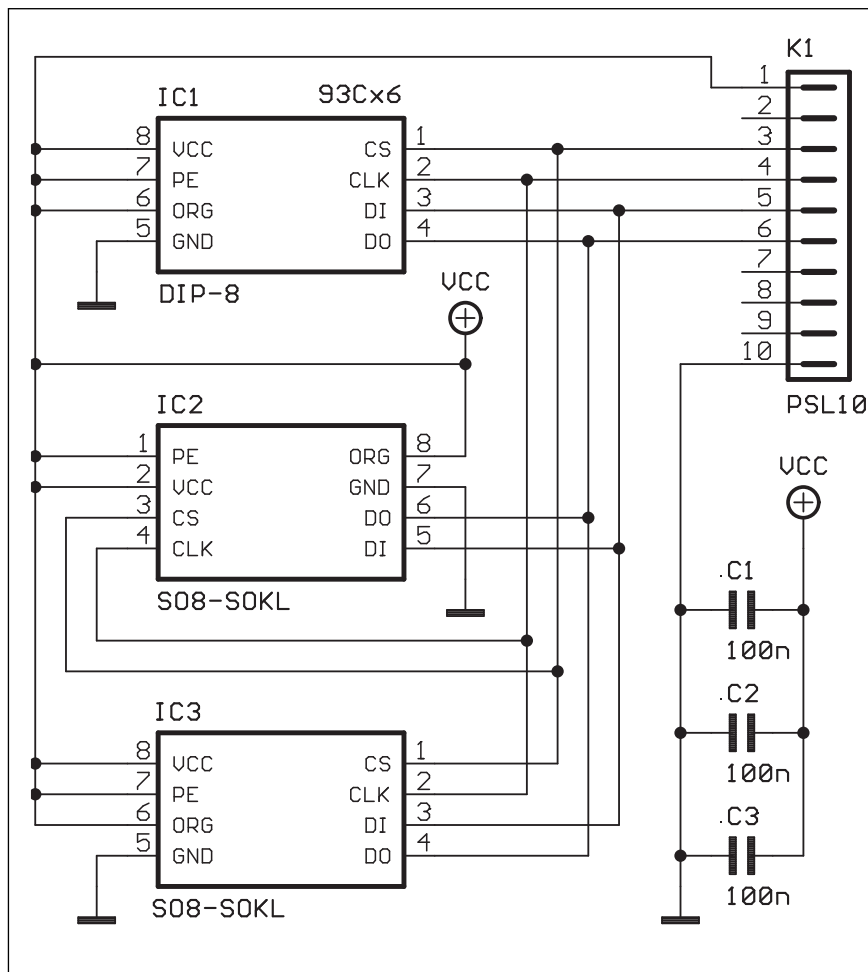 K1
1
2
3
4
5
6
7
8
9
10
PSL10
IC1
93Cx6
8 VCC CS 1
7 PE CLK 2
6 ORG DI 3
5 GND DO 4
DIP-8
VCC
IC2
1 PE ORG 8
2 VCC GND 7
3 CS DO 6
4 CLK DI 5
SO8-SOKL
VCC
C1
100n
C2
100n
C3
100n
IC3
8 VCC CS 1
7 PE CLK 2
6 ORG DI 3
5 GND DO 4
SO8-SOKL